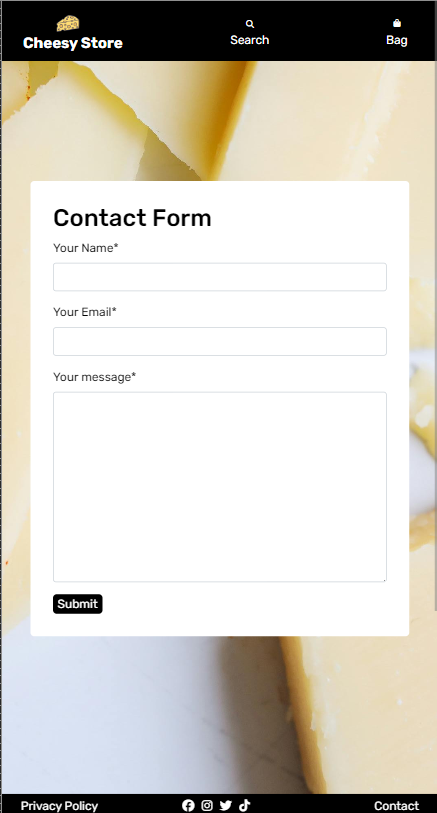 Cheesy Store
Search
Bag
Contact Form
Your Name*
Your Email*
Your message*
Submit
Privacy Policy
Contact